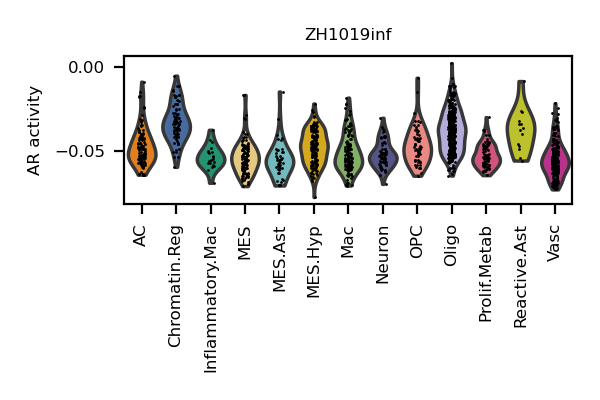 ZH1019inf
AR activity
0.00
−0.05
AC
Chromatin.Reg
Inflammatory.Mac
MES
MES.Ast
MES.Hyp
Mac
Neuron
OPC
Oligo
Prolif.Metab
Reactive.Ast
Vasc